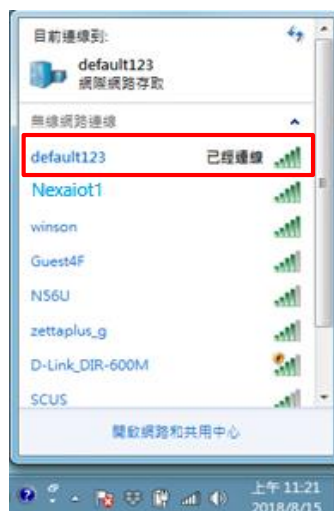 目前連線到:
default123
網際網路存取
無線網路連線
default123 已經連線
Nexaiot1
winson
Guest4F
N56U
zettaplus_g
D-Link_DIR-600M
SCUS
開啟網路和共用中心
上午 11:21
2018/8/15